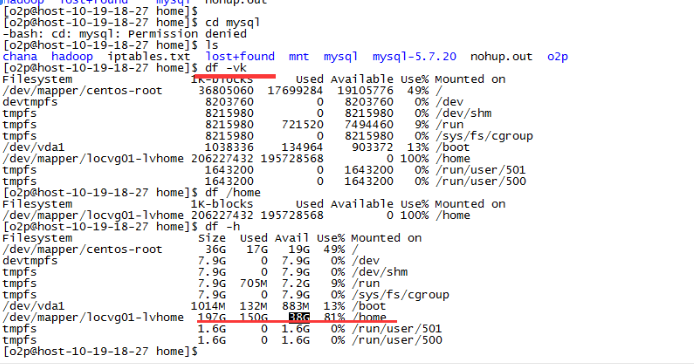 hadoop lost+found mysql nohup.out
[o2p@host-10-19-18-27 home]$
[o2p@host-10-19-18-27 home]$ cd mysql
-bash: cd: mysql: Permission denied
[o2p@host-10-19-18-27 home]$ ls
chana hadoop iptables.txt lost+found mnt mysql mysql-5.7.20 nohup.out o2p
[o2p@host-10-19-18-27 home]$ df -vk
Filesystem 1K-blocks Used Available Use% Mounted on
/dev/mapper/centos-root 36805060 17699284 19105776 49% /
devtmpfs 8203760 0 8203760 0% /dev
tmpfs 8215980 0 8215980 0% /dev/shm
tmpfs 8215980 721520 7494460 9% /run
tmpfs 8215980 0 8215980 0% /sys/fs/cgroup
/dev/vda1 1038336 134964 903372 13% /boot
/dev/mapper/locvg01-lvhome 206227432 195728568 0 100% /home
tmpfs 1643200 0 1643200 0% /run/user/501
tmpfs 1643200 0 1643200 0% /run/user/500
[o2p@host-10-19-18-27 home]$ df /home
Filesystem 1K-blocks Used Available Use% Mounted on
/dev/mapper/locvg01-lvhome 206227432 195728568 0 100% /home
[o2p@host-10-19-18-27 home]$ df -h
Filesystem Size Used Avail Use% Mounted on
/dev/mapper/centos-root 36G 17G 19G 49% /
devtmpfs 7.9G 0 7.9G 0% /dev
tmpfs 7.9G 0 7.9G 0% /dev/shm
tmpfs 7.9G 705M 7.2G 9% /run
tmpfs 7.9G 0 7.9G 0% /sys/fs/cgroup
/dev/vda1 1014M 132M 883M 13% /boot
/dev/mapper/locvg01-lvhome 197G 150G 38G 81% /home
tmpfs 1.6G 0 1.6G 0% /run/user/501
tmpfs 1.6G 0 1.6G 0% /run/user/500
[o2p@host-10-19-18-27 home]$